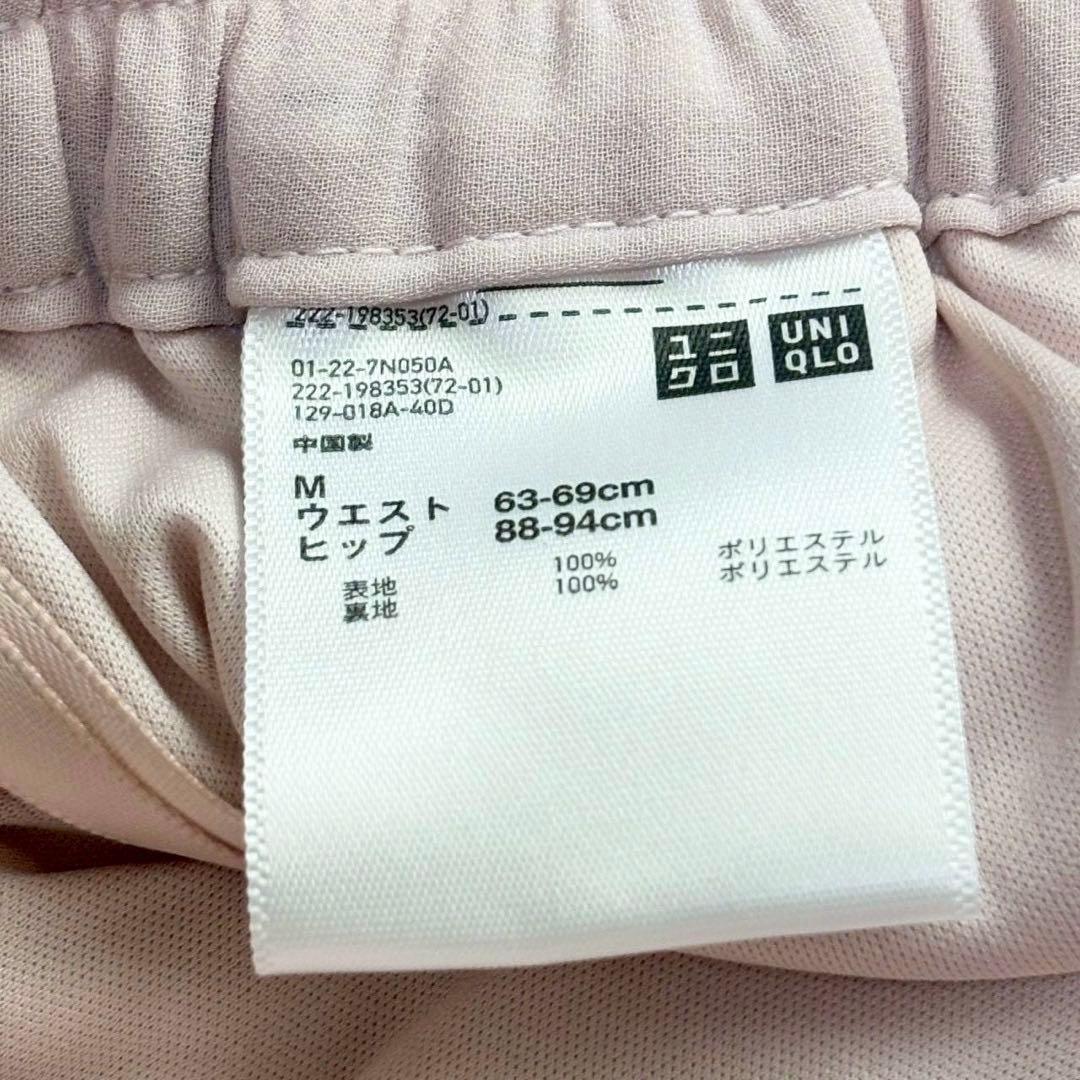 222-198353(72-01)
ユニ
クロ
UNI
QLO
01-22-7N050A
222-198353(72-01)
129-018A-40D
中国製
M
ウエスト 63-69cm
ヒップ 88-94cm
表地 100% ポリエステル
裏地 100% ポリエステル